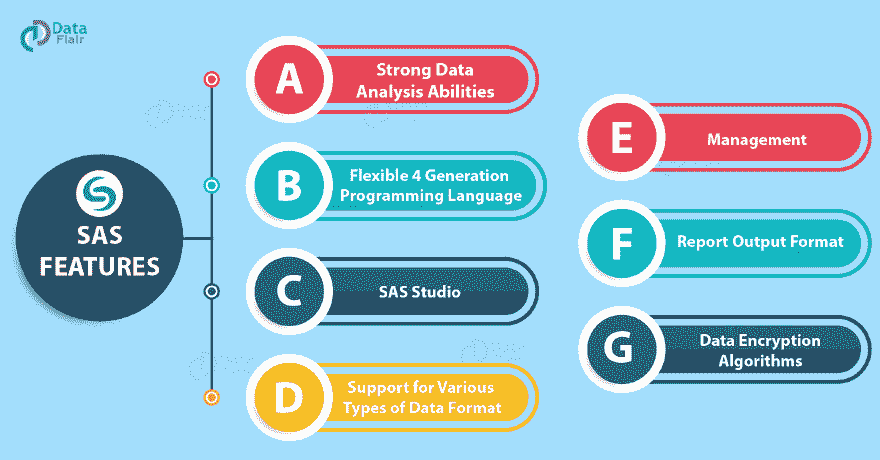 Data
Flair
SAS
FEATURES
A
Strong Data
Analysis Abilities
B
Flexible 4 Generation
Programming Language
C
SAS Studio
D
Support for Various
Types of Data Format
E
Management
F
Report Output Format
G
Data Encryption
Algorithms